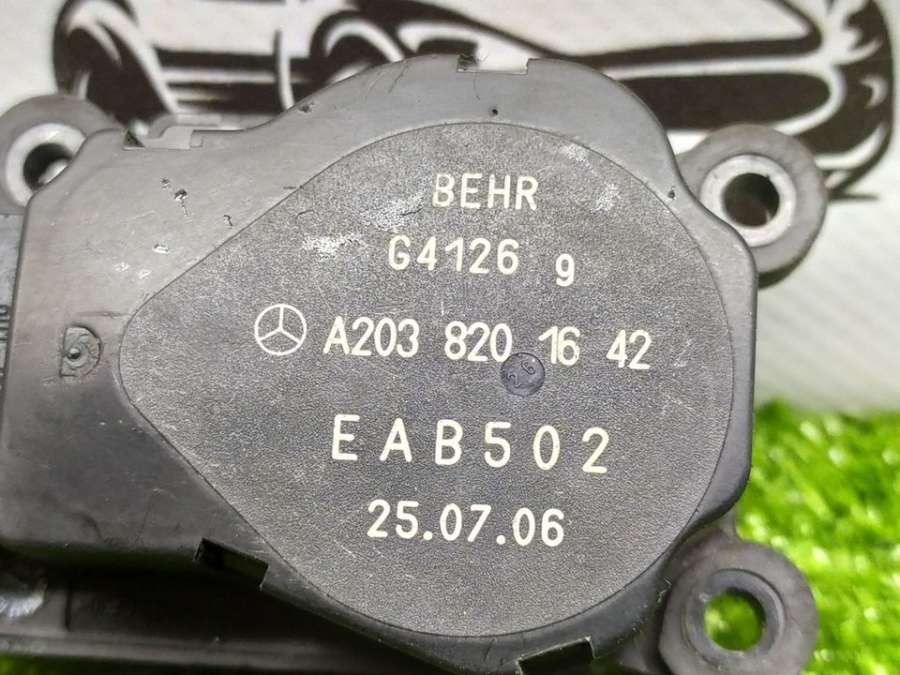 BEHR
G4126 9
A203 820 16 42
EAB502
25.07.06